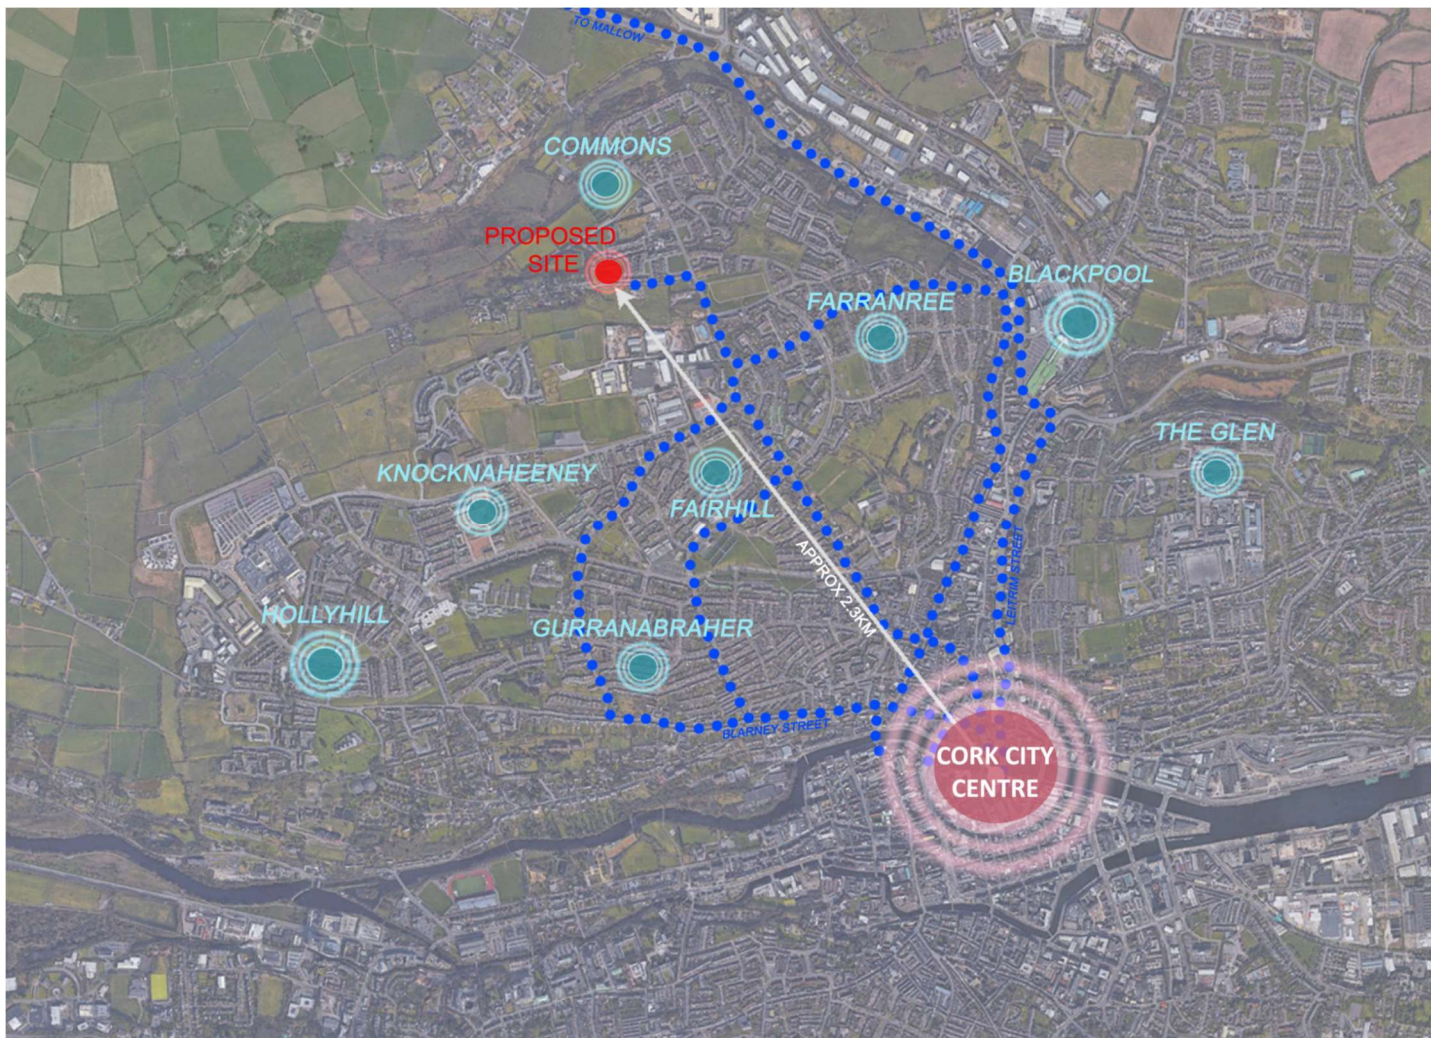 TO MALLOW
COMMONS
PROPOSED
SITE
BLACKPOOL
FARRANREE
THE GLEN
KNOCKNAHEENEY
FAIRHILL
APPROX 2.3KM
LEITRIM STREET
HOLLYHILL
GURRANABRAHER
BLARNEY STREET
CORK CITY
CENTRE